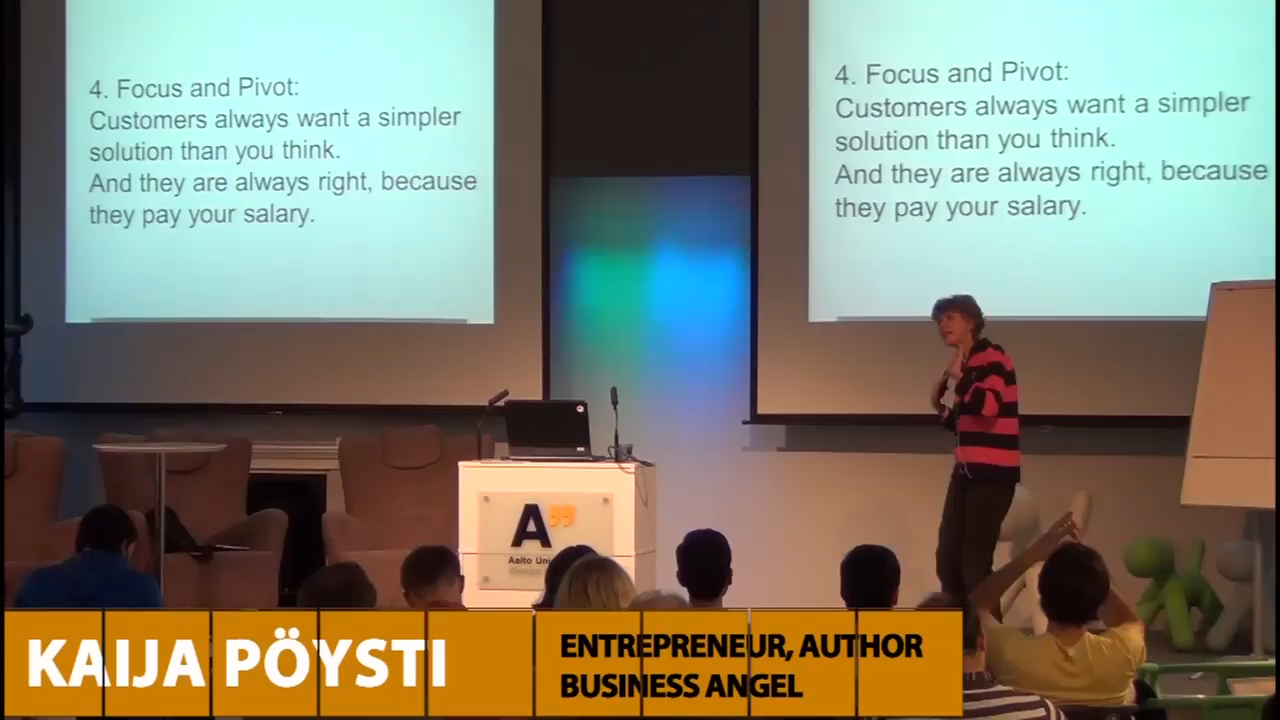 4. Focus and Pivot:
Customers always want a simpler
solution than you think.
And they are always right, because
they pay your salary.
4. Focus and Pivot:
Customers always want a simpler
solution than you think.
And they are always right, because
they pay your salary.
A”
Aalto Uni
KAIJA PÖYSTI
ENTREPRENEUR, AUTHOR
BUSINESS ANGEL